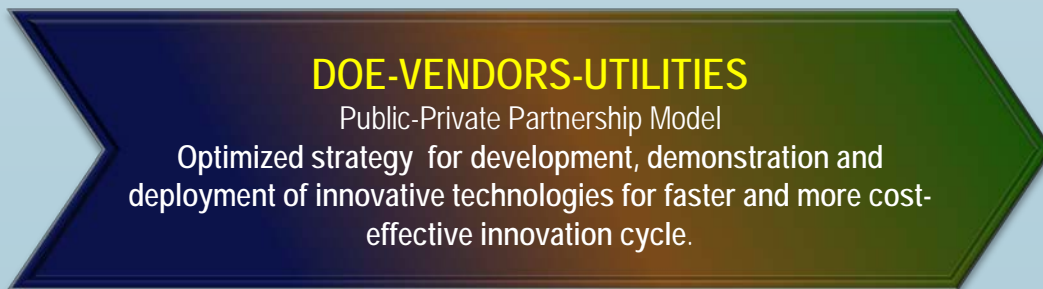 DOE-VENDORS-UTILITIES
Public-Private Partnership Model
Optimized strategy for development, demonstration and
deployment of innovative technologies for faster and more cost-
effective innovation cycle.